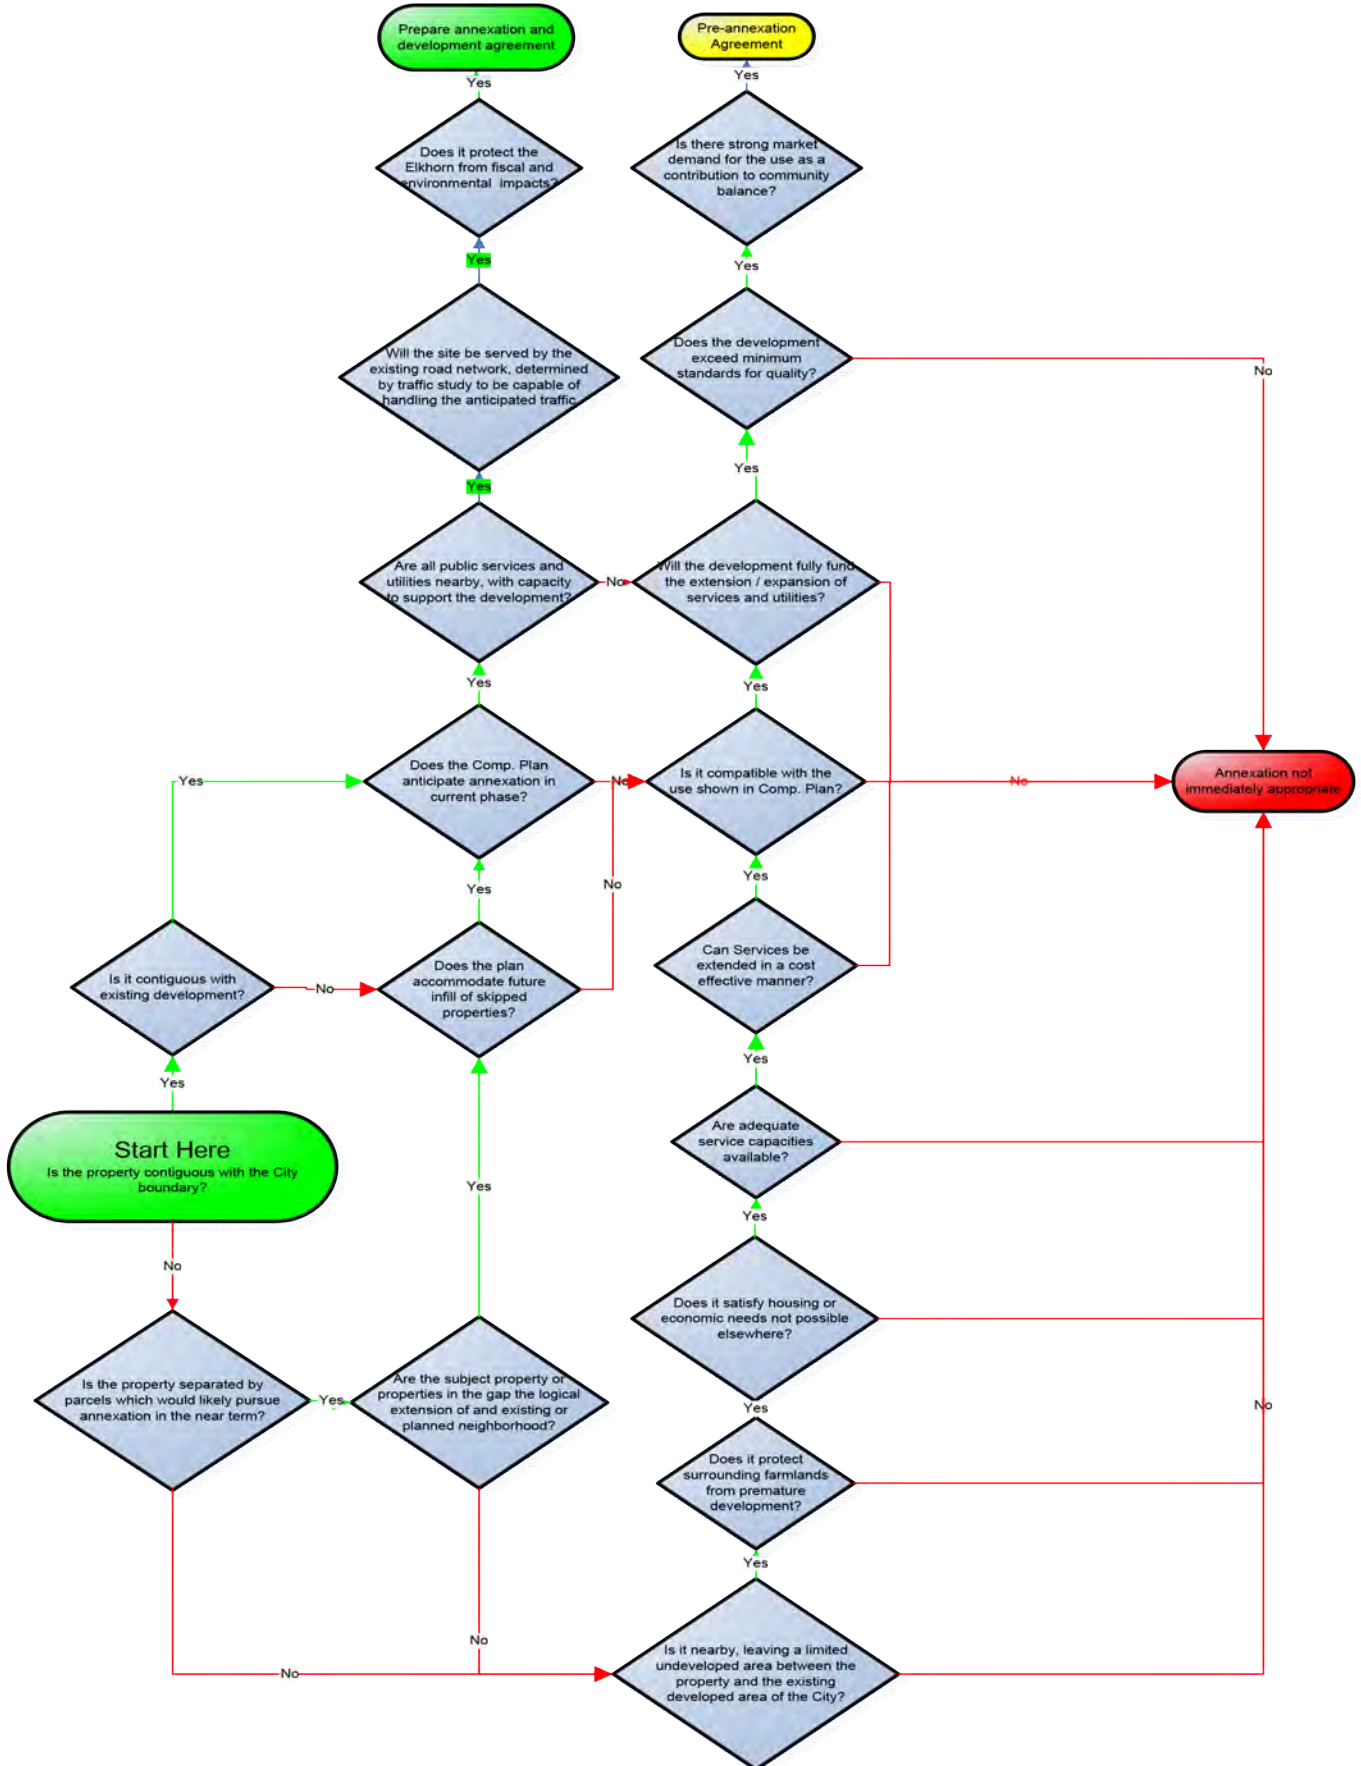 Prepare annexation and
development agreement
Pre-annexation
Agreement
Yes
Yes
Does it protect the
Elkhorn from fiscal and
environmental impacts?
Is there strong market
demand for the use as a
contribution to community
balance?
Yes
Yes
Will the site be served by the
existing road network, determined
by traffic study to be capable of
handling the anticipated traffic
Does the development
exceed minimum
standards for quality?
No
Yes
Yes
Are all public services and
utilities nearby, with capacity
to support the development?
No
Will the development fully fund
the extension / expansion of
services and utilities?
Yes
Yes
Yes
Does the Comp. Plan
anticipate annexation in
current phase?
No
Is it compatible with the
use shown in Comp. Plan?
No
Annexation not
immediately appropriate
Yes
No
Yes
Is it contiguous with
existing development?
No
Does the plan
accommodate future
infill of skipped
properties?
Can Services be
extended in a cost
effective manner?
Yes
Yes
Start Here
Is the property contiguous with the City
boundary?
Are adequate
service capacities
available?
Yes
Yes
No
Does it satisfy housing or
economic needs not possible
elsewhere?
Is the property separated by
parcels which would likely pursue
annexation in the near term?
Yes
Are the subject property or
properties in the gap the logical
extension of and existing or
planned neighborhood?
Yes
No
Does it protect
surrounding farmlands
from premature
development?
Yes
No
No
Is it nearby, leaving a limited
undeveloped area between the
property and the existing
developed area of the City?